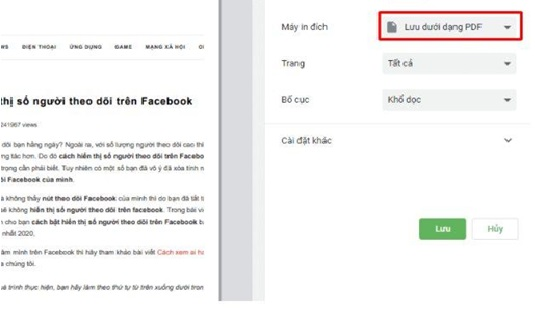 ĐIỆN THOẠI ỨNG DỤNG GAME MẠNG XÃ HỘI
thị số người theo dõi trên Facebook
241967 views
dõi bạn hằng ngày? Ngoài ra, với số lượng người theo dõi cao thì
ng tác hơn. Do đó cách hiển thị số người theo dõi trên Facebo
trọng cần phải biết. Tuy nhiên có một số bạn đã vô ý đã xóa tính n
õi Facebook của mình.
à không thấy nút theo dõi Facebook của mình thì do bạn đã tắt t
sẽ không hiển thị số người theo dõi trên facebook. Trong bài vi
cho bạn cách bật hiển thị số người theo dõi trên Facebook b
nhất 2020.
âm mình trên Facebook thì hãy tham khảo bài viết Cách xem ai h
a chúng tôi.
á trình thực hiện, bạn hãy làm theo thứ tự từ trên xuống dưới tron
Máy in đích
Lưu dưới dạng PDF
Trang
Tất cả
Bố cục
Khổ dọc
Cài đặt khác
Lưu
Hủy